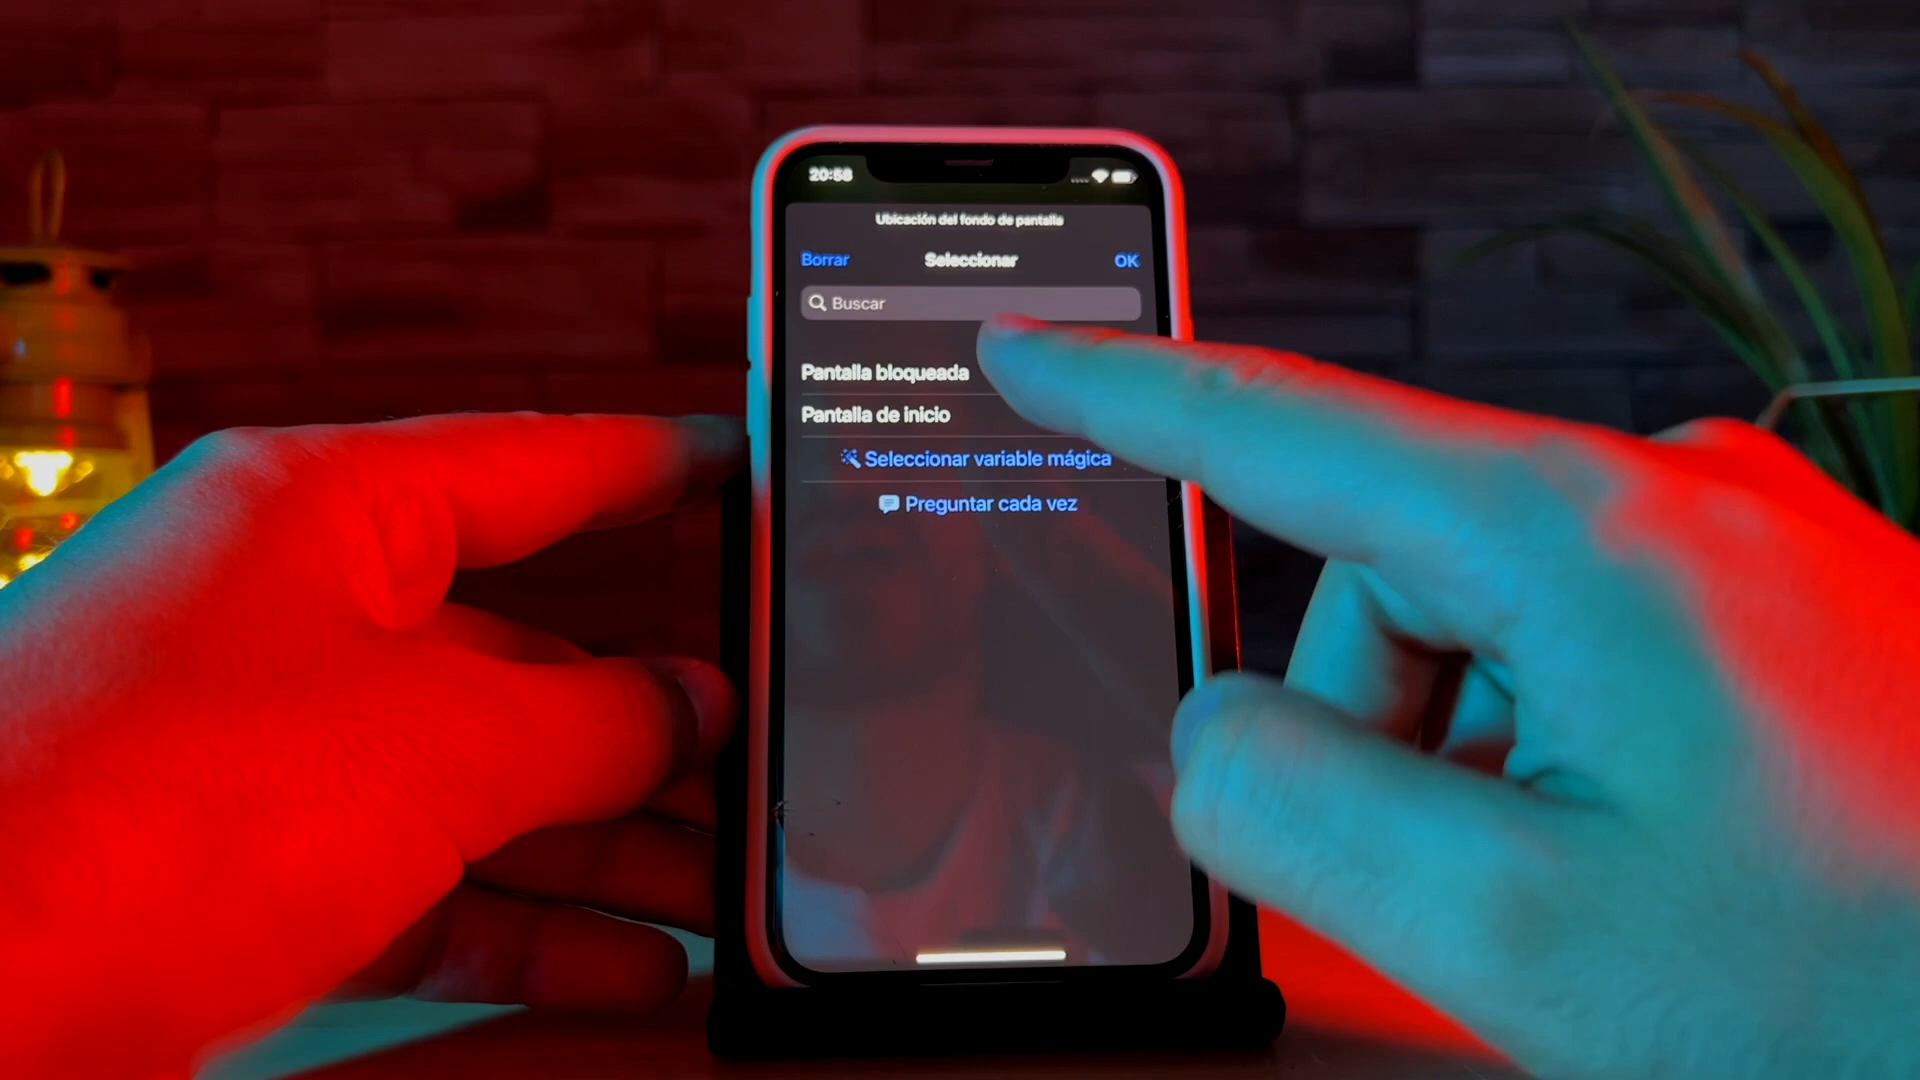 20:58
Ubicación del fondo de pantalla
Borrar Seleccionar OK
Buscar
Pantalla bloqueada
Pantalla de inicio
Seleccionar variable mágica
Preguntar cada vez